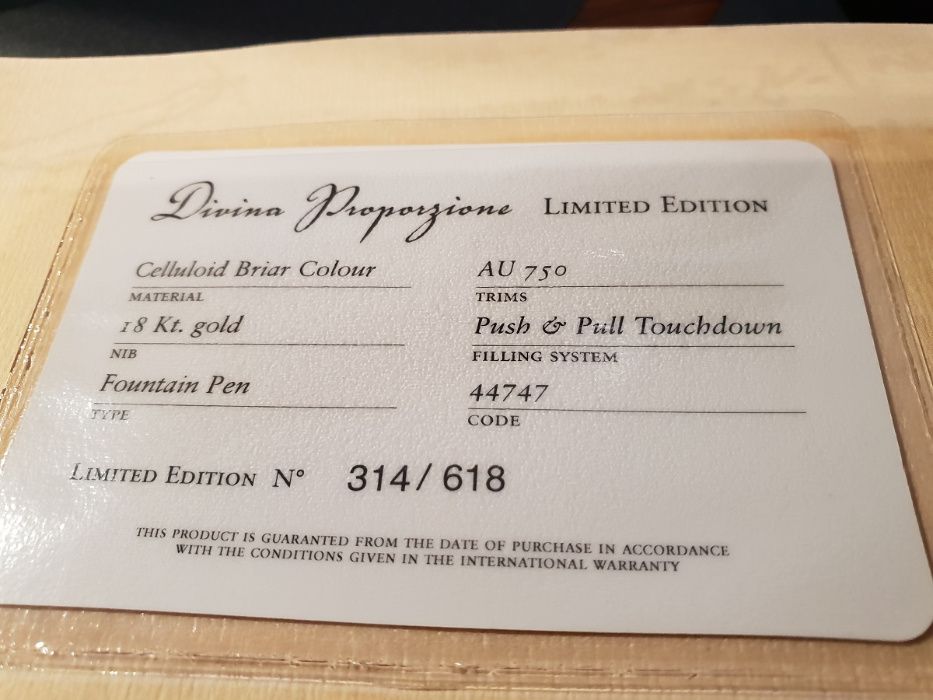 Divina Proporzione LIMITED EDITION
Celluloid Briar Colour
MATERIAL
AU 750
TRIMS
18 Kt. gold
NIB
Push & Pull Touchdown
FILLING SYSTEM
Fountain Pen
TYPE
44747
CODE
LIMITED EDITION N° 314/618
THIS PRODUCT IS GUARANTED FROM THE DATE OF PURCHASE IN ACCORDANCE
WITH THE CONDITIONS GIVEN IN THE INTERNATIONAL WARRANTY